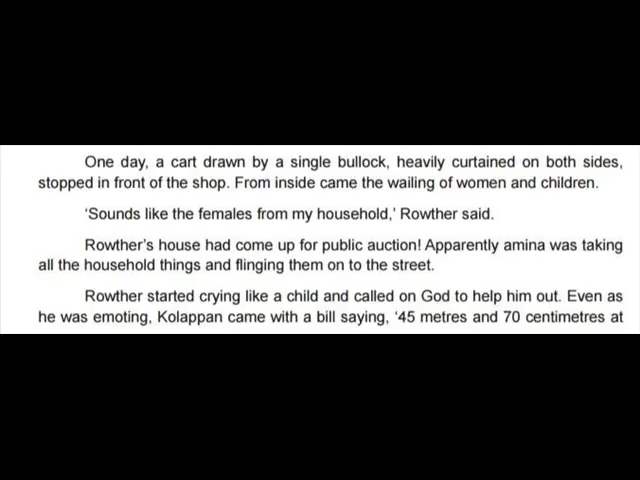 One day, a cart drawn by a single bullock, heavily curtained on both sides,
stopped in front of the shop. From inside came the wailing of women and children.
‘Sounds like the females from my household,’ Rowther said.
Rowther’s house had come up for public auction! Apparently amina was taking
all the household things and flinging them on to the street.
Rowther started crying like a child and called on God to help him out. Even as
he was emoting, Kolappan came with a bill saying, ‘45 metres and 70 centimetres at